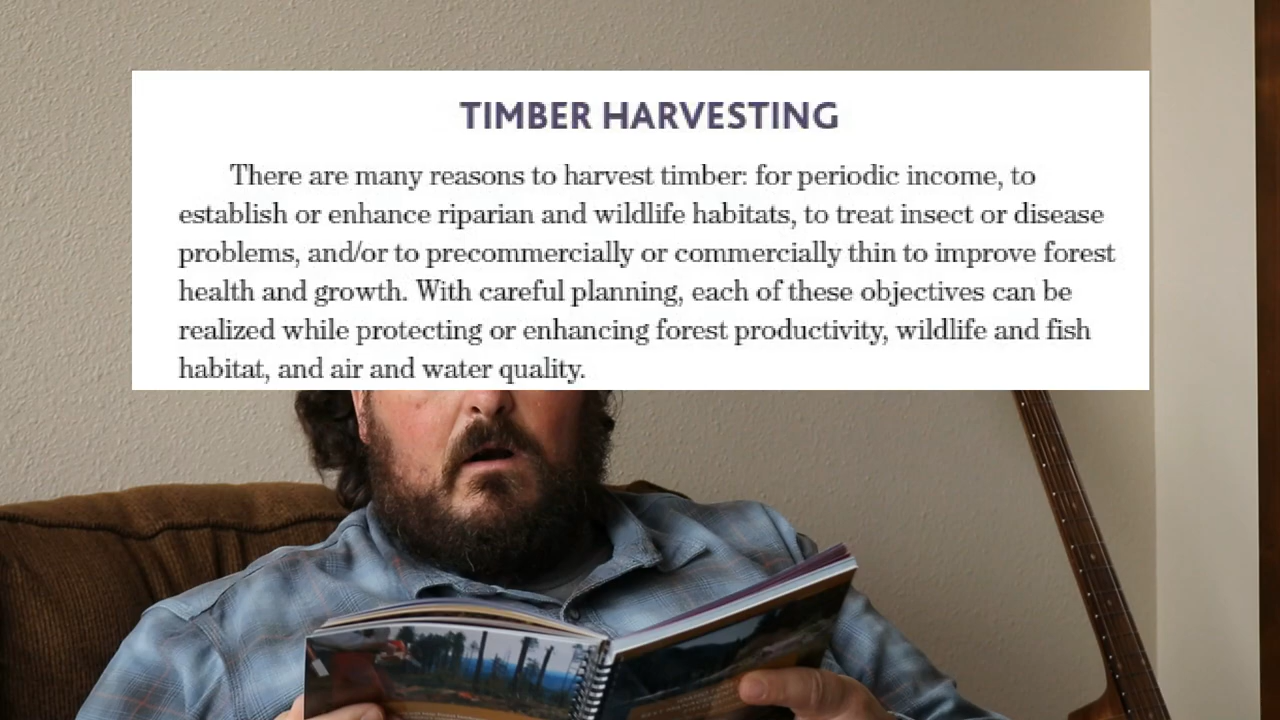 TIMBER HARVESTING
There are many reasons to harvest timber: for periodic income, to
establish or enhance riparian and wildlife habitats, to treat insect or disease
problems, and/or to precommercially or commercially thin to improve forest
health and growth. With careful planning, each of these objectives can be
realized while protecting or enhancing forest productivity, wildlife and fish
habitat, and air and water quality.